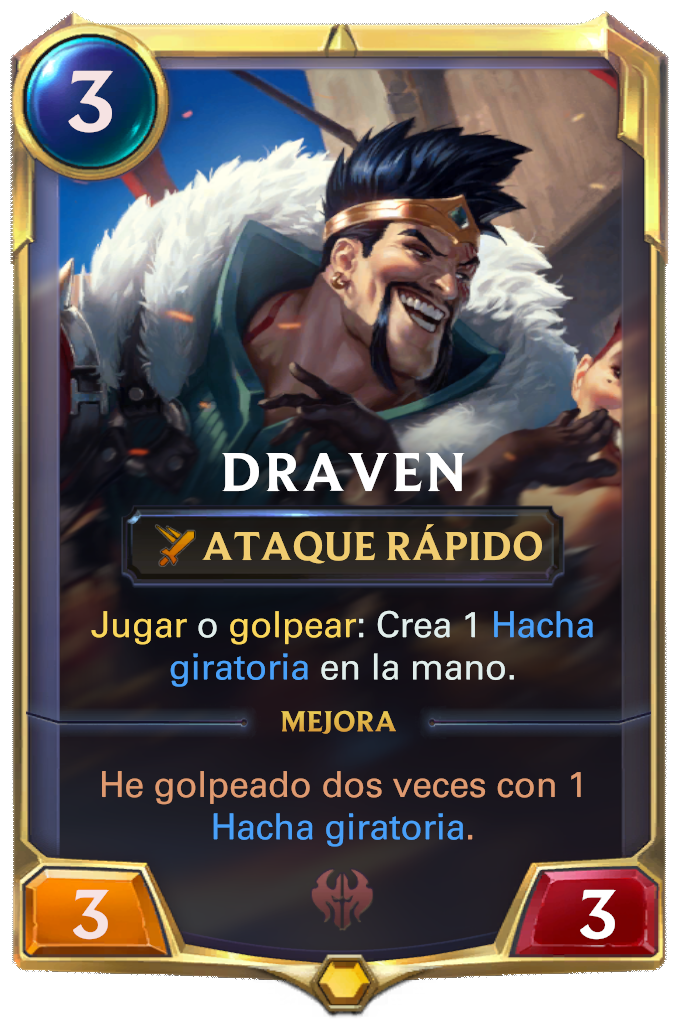 3
DRAVEN
ATAQUE RÁPIDO
Jugar o golpear: Crea 1 Hacha
giratoria en la mano.
MEJORA
He golpeado dos veces con 1
Hacha giratoria.
3
3